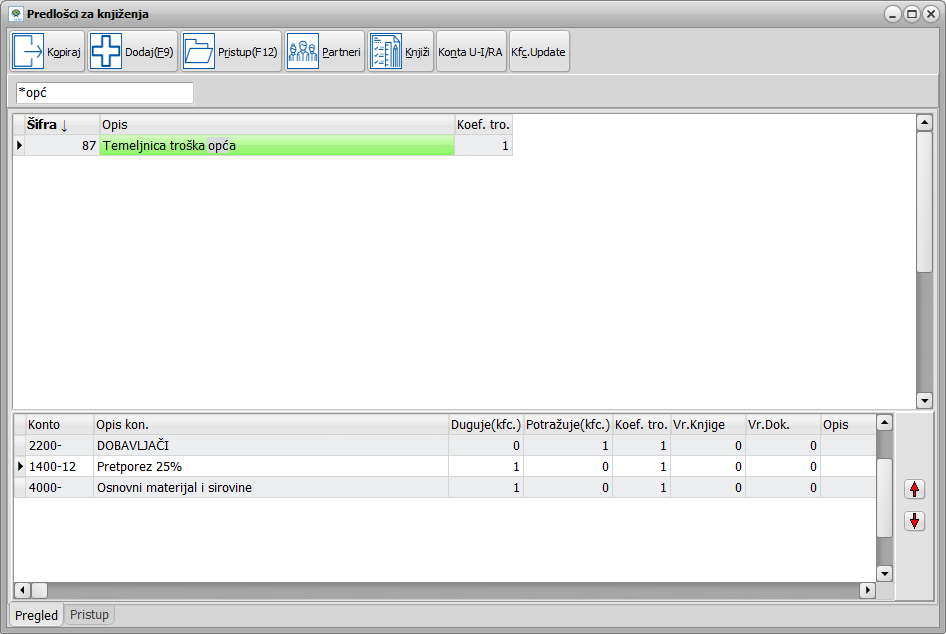 Predlošci za knjiženja
Kopiraj Dodaj(F9) Pristup(F12) Partneri Knjiži Konta U-I/RA Kfc.Update
*opć
Šifra ↓ Opis Koef. tro.
87 Temeljnica troška opća 1
Konto Opis kon. Duguje(kfc.) Potražuje(kfc.) Koef. tro. Vr.Knjige Vr.Dok. Opis
2200- DOBAVLJAČI 0 1 1 0 0
1400-12 Pretporez 25% 1 0 1 0 0
4000- Osnovni materijal i sirovine 1 0 1 0 0
Pregled Pristup